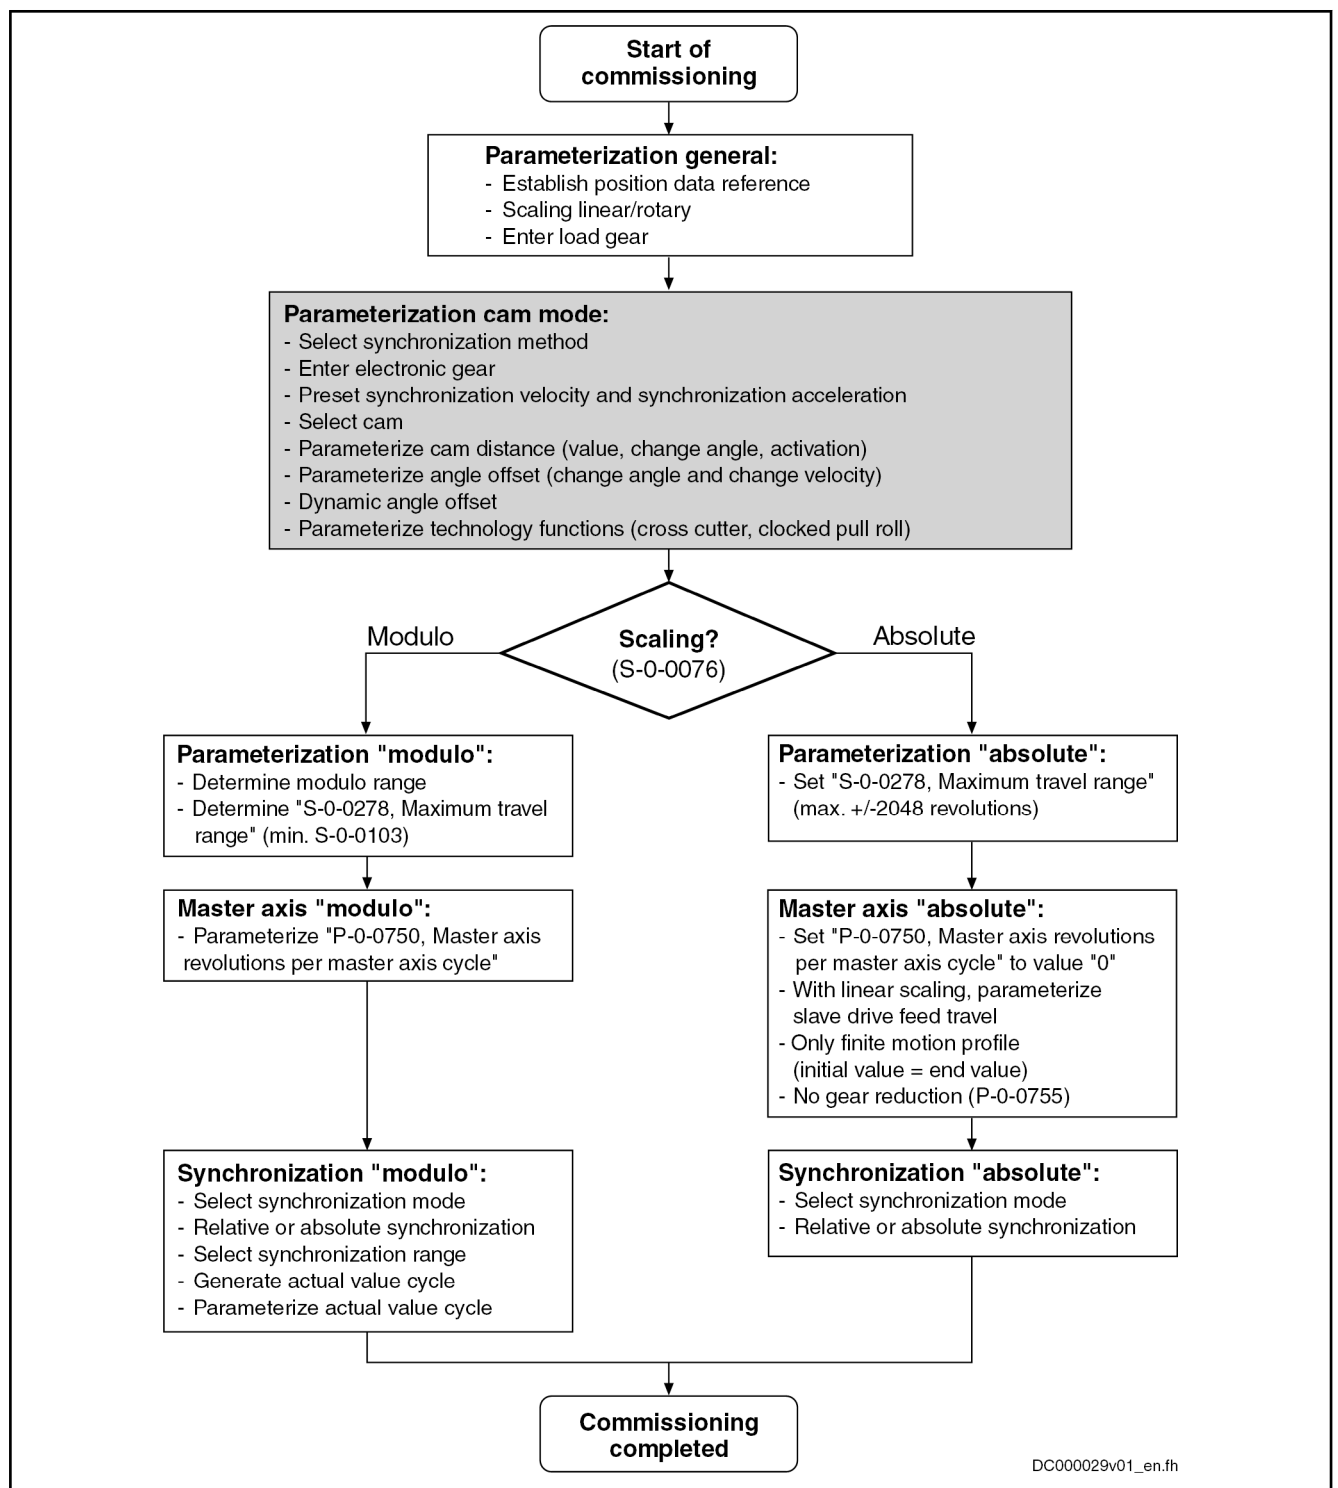 Start of
commissioning
Parameterization general:
- Establish position data reference
- Scaling linear/rotary
- Enter load gear
Parameterization cam mode:
- Select synchronization method
- Enter electronic gear
- Preset synchronization velocity and synchronization acceleration
- Select cam
- Parameterize cam distance (value, change angle, activation)
- Parameterize angle offset (change angle and change velocity)
- Dynamic angle offset
- Parameterize technology functions (cross cutter, clocked pull roll)
Modulo
Scaling?
(S-0-0076)
Absolute
Parameterization "modulo":
- Determine modulo range
- Determine "S-0-0278, Maximum travel
range" (min. S-0-0103)
Master axis "modulo":
- Parameterize "P-0-0750, Master axis
revolutions per master axis cycle"
Synchronization "modulo":
- Select synchronization mode
- Relative or absolute synchronization
- Select synchronization range
- Generate actual value cycle
- Parameterize actual value cycle
Parameterization "absolute":
- Set "S-0-0278, Maximum travel range"
(max. +/-2048 revolutions)
Master axis "absolute":
- Set "P-0-0750, Master axis revolutions
per master axis cycle" to value "0"
- With linear scaling, parameterize
slave drive feed travel
- Only finite motion profile
(initial value = end value)
- No gear reduction (P-0-0755)
Synchronization "absolute":
- Select synchronization mode
- Relative or absolute synchronization
Commissioning
completed
DC000029v01_en.fh